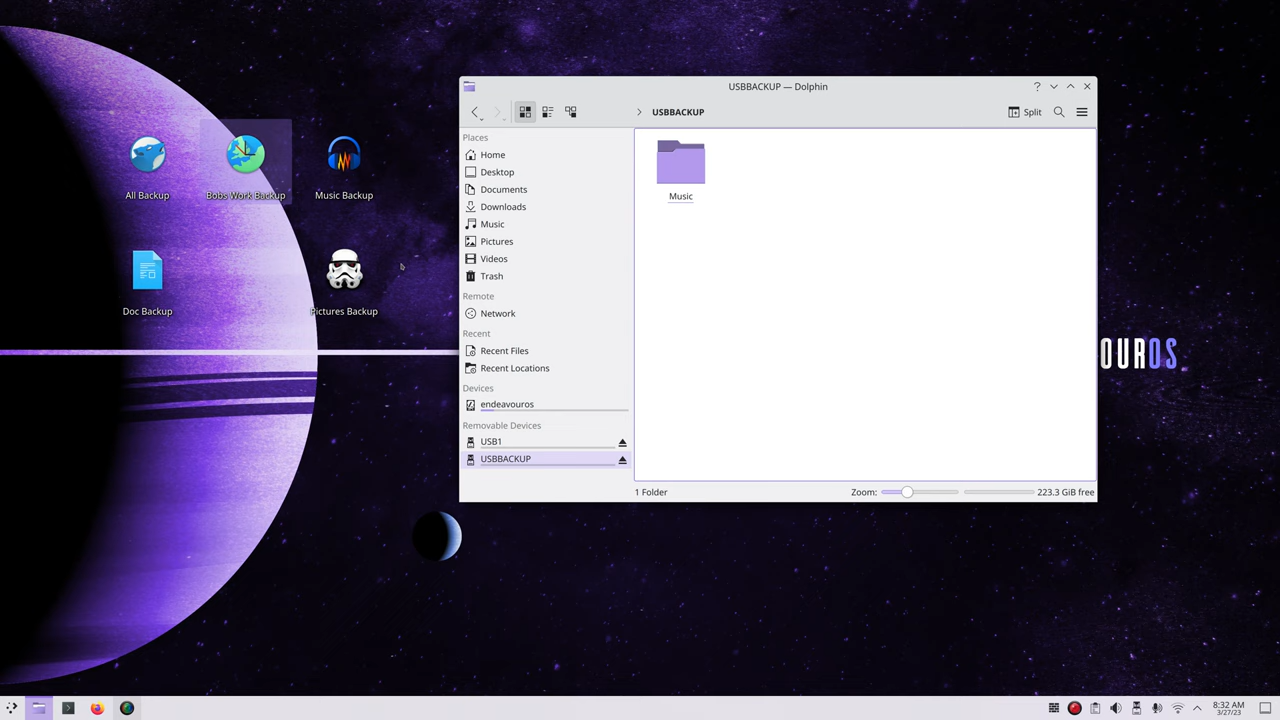 USBBACKUP — Dolphin
USBBACKUP
Split
Places
Home
Desktop
Documents
Downloads
Music
Pictures
Videos
Trash
Remote
Network
Recent
Recent Files
Recent Locations
Devices
endeavouros
Removable Devices
USB1
USBBACKUP
Music
1 Folder
Zoom:
223.3 GiB free
All Backup
Bobs Work Backup
Music Backup
Doc Backup
Pictures Backup
OUROS
8:32 AM
3/27/23